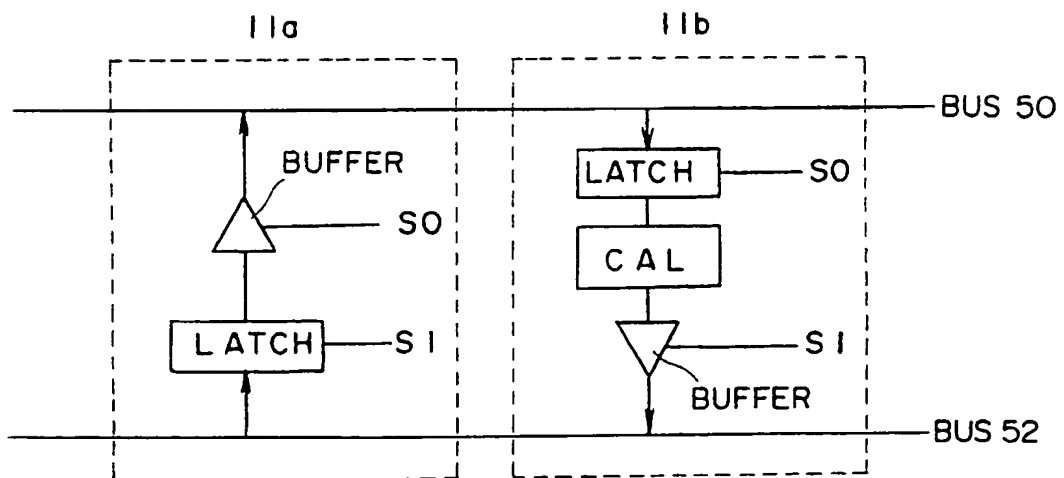 11a
11b
BUS 50
BUFFER
LATCH
S0
S0
CAL
LATCH
S1
S1
BUFFER
BUS 52